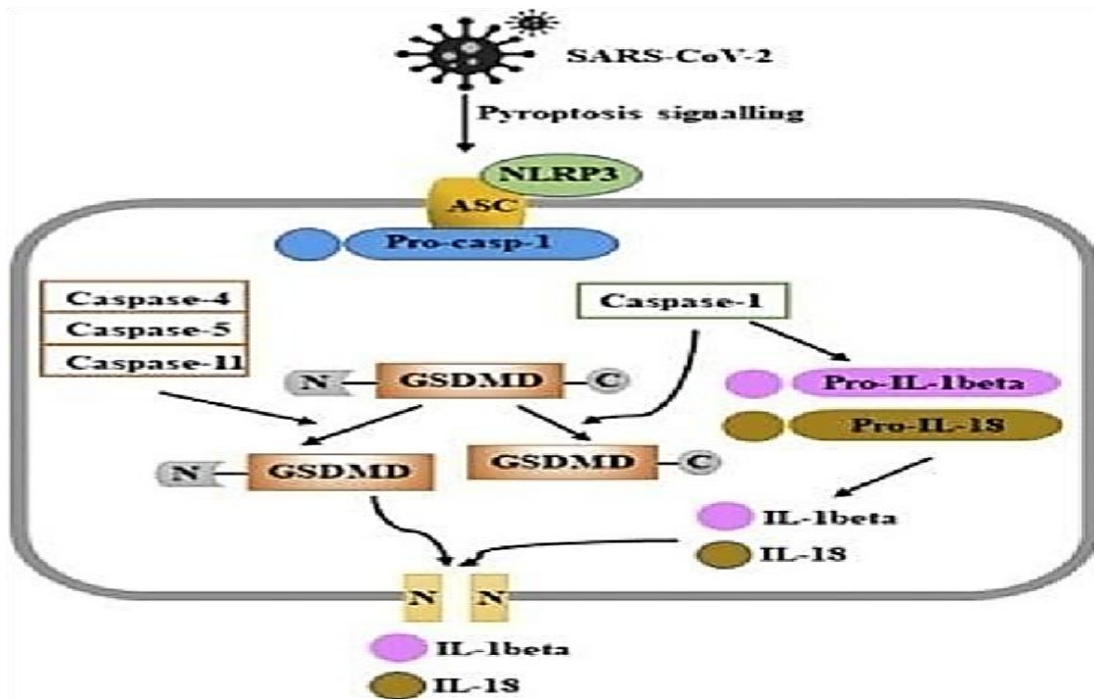 SARS-CoV-2
Pyroptosis signalling
NLRP3
ASC
Pro-casp-1
Caspase-4
Caspase-5
Caspase-11
Caspase-1
N GSDMD C
Pro-IL-1beta
Pro-IL-18
N GSDMD
GSDMD C
IL-1beta
IL-18
N N
IL-1beta
IL-18